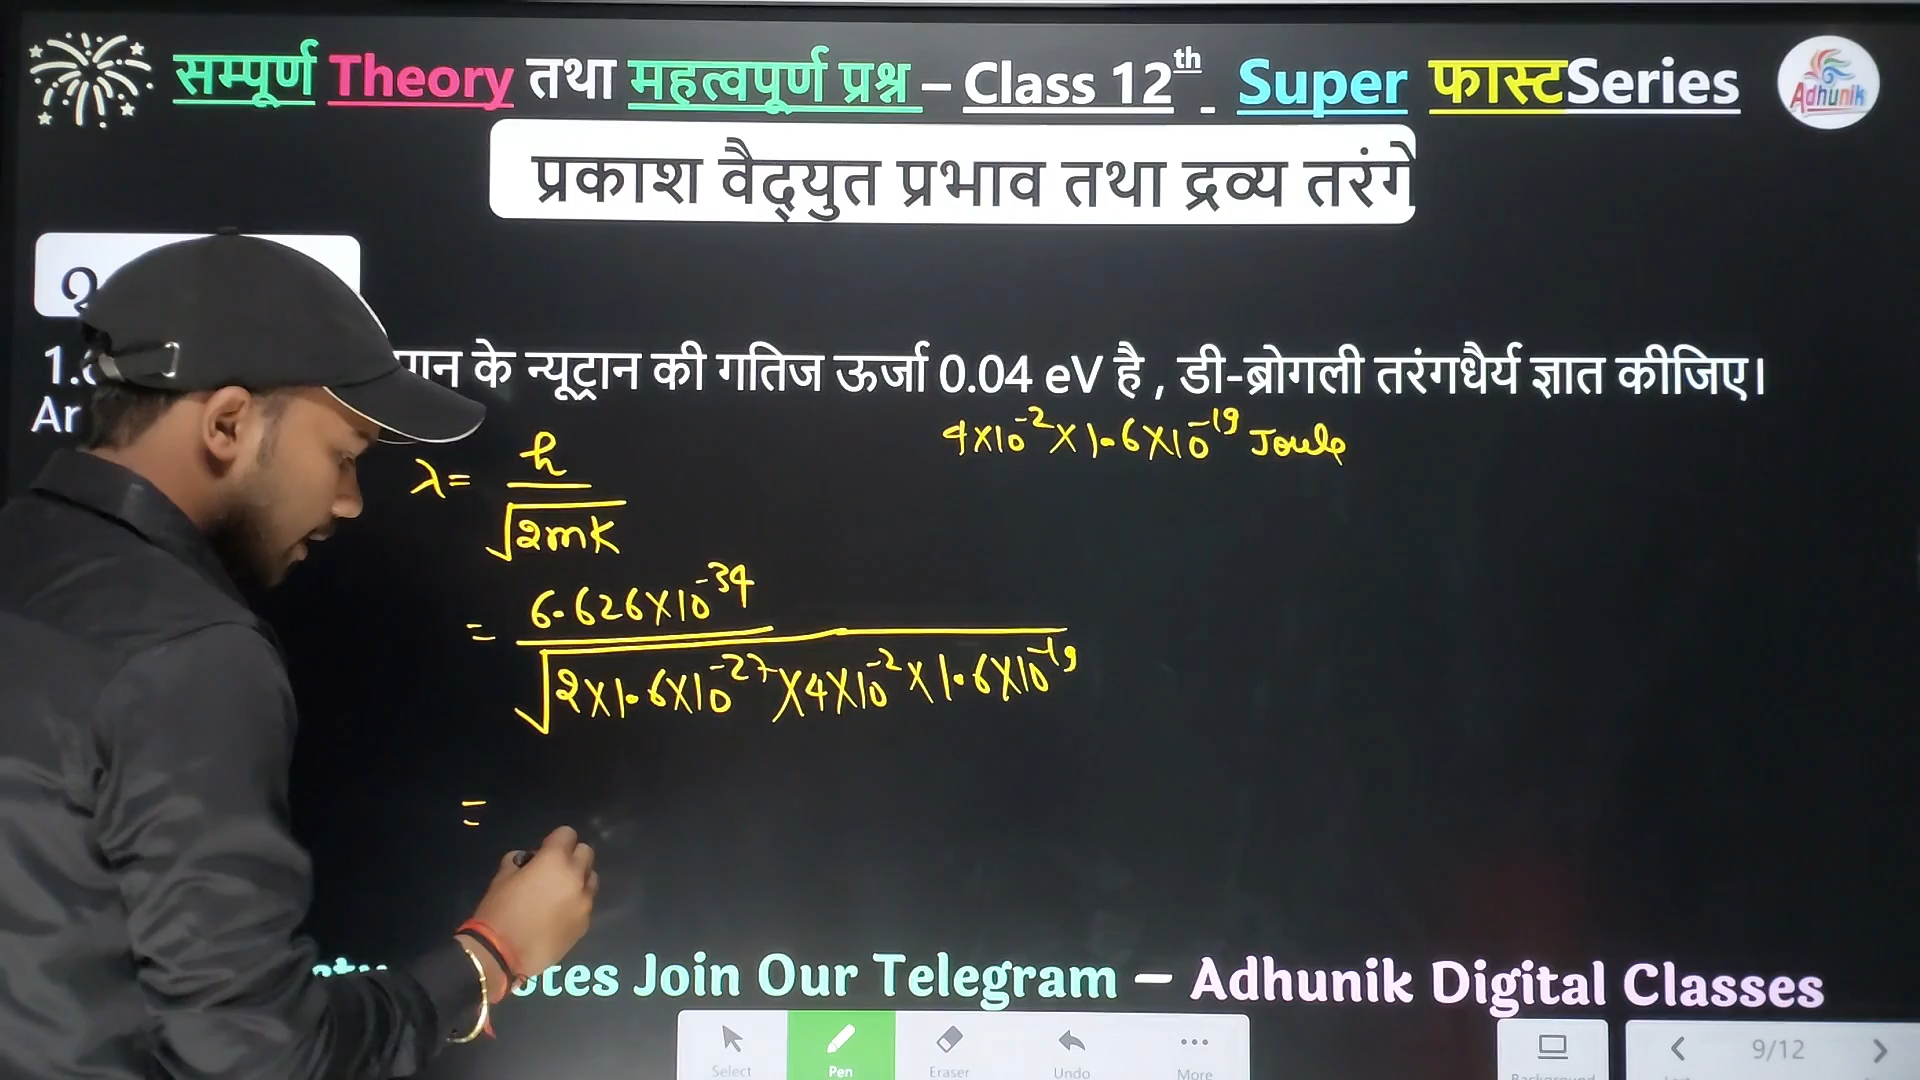 सम्पूर्ण Theory तथा महत्वपूर्ण प्रश्न – Class 12th - Super फास्टSeries
Adhunik
प्रकाश वैद्युत प्रभाव तथा द्रव्य तरंगे
के न्यूट्रान की गतिज ऊर्जा 0.04 eV है , डी-ब्रोगली तरंगधैर्य ज्ञात कीजिए।
4×10^-2 × 1.6×10^-19 Joule
λ = h / √2mK
= 6.626×10^-34 / √2×1.6×10^-27 × 4×10^-2 × 1.6×10^-19
=
Join Our Telegram – Adhunik Digital Classes
Select Pen Eraser Undo More
9/12